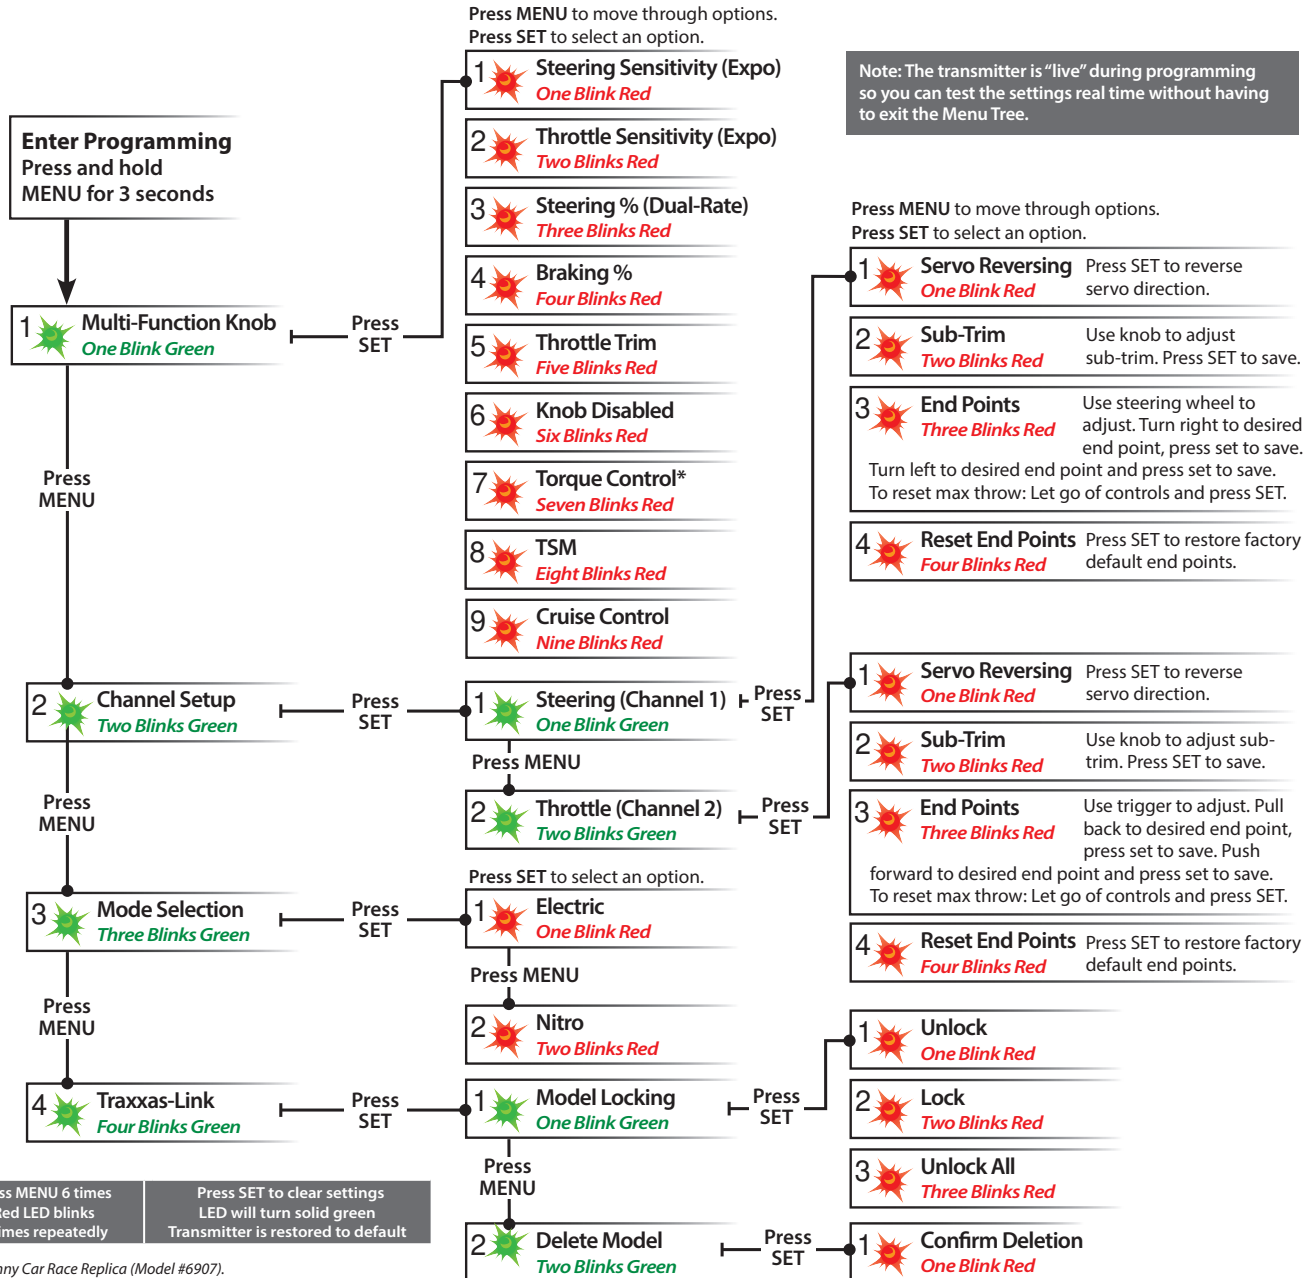 Press MENU to move through options.
Press SET to select an option.
1 Steering Sensitivity (Expo)
One Blink Red
2 Throttle Sensitivity (Expo)
Two Blinks Red
3 Steering % (Dual-Rate)
Three Blinks Red
4 Braking %
Four Blinks Red
5 Throttle Trim
Five Blinks Red
6 Knob Disabled
Six Blinks Red
7 Torque Control*
Seven Blinks Red
8 TSM
Eight Blinks Red
9 Cruise Control
Nine Blinks Red
Note: The transmitter is “live” during programming
so you can test the settings real time without having
to exit the Menu Tree.
Enter Programming
Press and hold
MENU for 3 seconds
1 Multi-Function Knob
One Blink Green
Press
SET
Press
MENU
2 Channel Setup
Two Blinks Green
Press
SET
1 Steering (Channel 1)
One Blink Green
Press
SET
Press MENU
2 Throttle (Channel 2)
Two Blinks Green
Press
SET
Press MENU to move through options.
Press SET to select an option.
1 Servo Reversing
One Blink Red
Press SET to reverse
servo direction.
2 Sub-Trim
Two Blinks Red
Use knob to adjust
sub-trim. Press SET to save.
3 End Points
Three Blinks Red
Use steering wheel to
adjust. Turn right to desired
end point, press set to save.
Turn left to desired end point and press set to save.
To reset max throw: Let go of controls and press SET.
4 Reset End Points
Four Blinks Red
Press SET to restore factory
default end points.
1 Servo Reversing
One Blink Red
Press SET to reverse
servo direction.
2 Sub-Trim
Two Blinks Red
Use knob to adjust sub-
trim. Press SET to save.
3 End Points
Three Blinks Red
Use trigger to adjust. Pull
back to desired end point,
press set to save. Push
forward to desired end point and press set to save.
To reset max throw: Let go of controls and press SET.
4 Reset End Points
Four Blinks Red
Press SET to restore factory
default end points.
Press
MENU
3 Mode Selection
Three Blinks Green
Press
SET
Press SET to select an option.
1 Electric
One Blink Red
Press MENU
2 Nitro
Two Blinks Red
Press
MENU
4 Traxxas-Link
Four Blinks Green
Press
SET
1 Model Locking
One Blink Green
Press
SET
1 Unlock
One Blink Red
2 Lock
Two Blinks Red
3 Unlock All
Three Blinks Red
Press
MENU
2 Delete Model
Two Blinks Green
Press
SET
1 Confirm Deletion
One Blink Red
ss MENU 6 times
Red LED blinks
imes repeatedly
Press SET to clear settings
LED will turn solid green
Transmitter is restored to default
nny Car Race Replica (Model #6907).